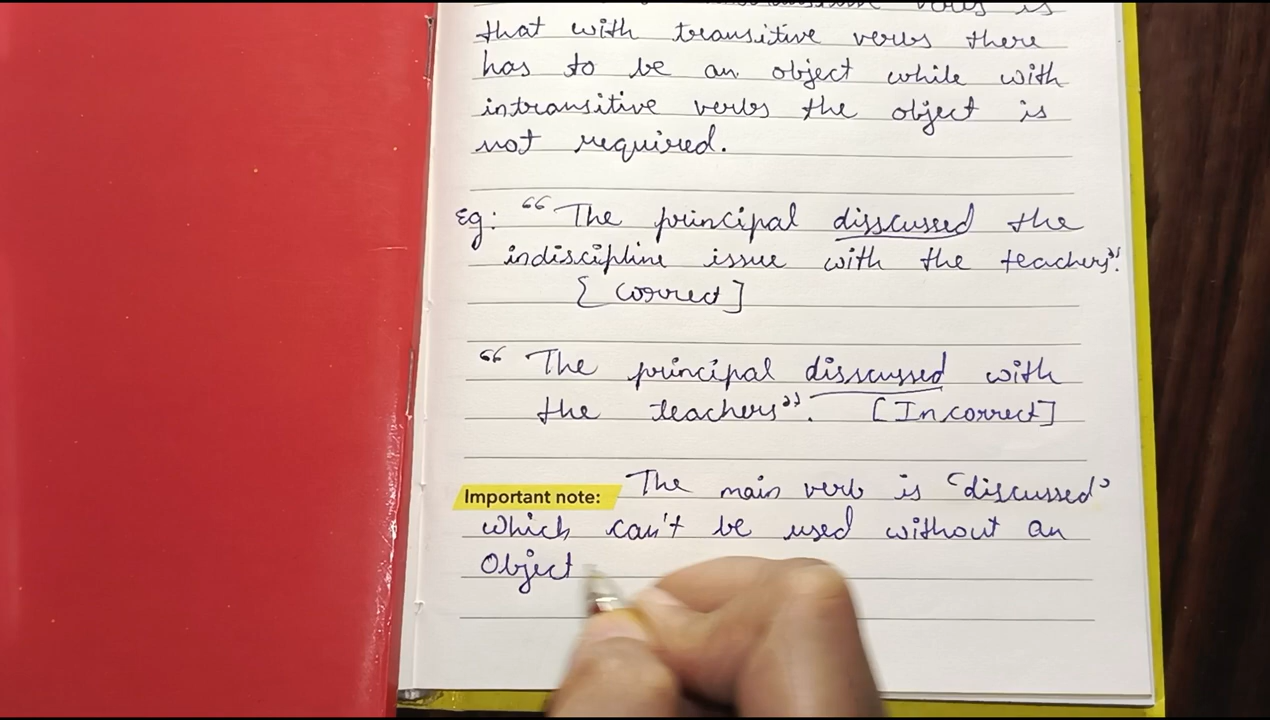 verbs is
that with transitive verbs there
has to be an object while with
intransitive verbs the object is
not required.
Eg: "The principal disscussed the
indiscipline issue with the teachers".
[Correct]
"The principal disscussed with
the teachers". [Incorrect]
Important note: The main verb is 'discussed'
which can't be used without an
Object